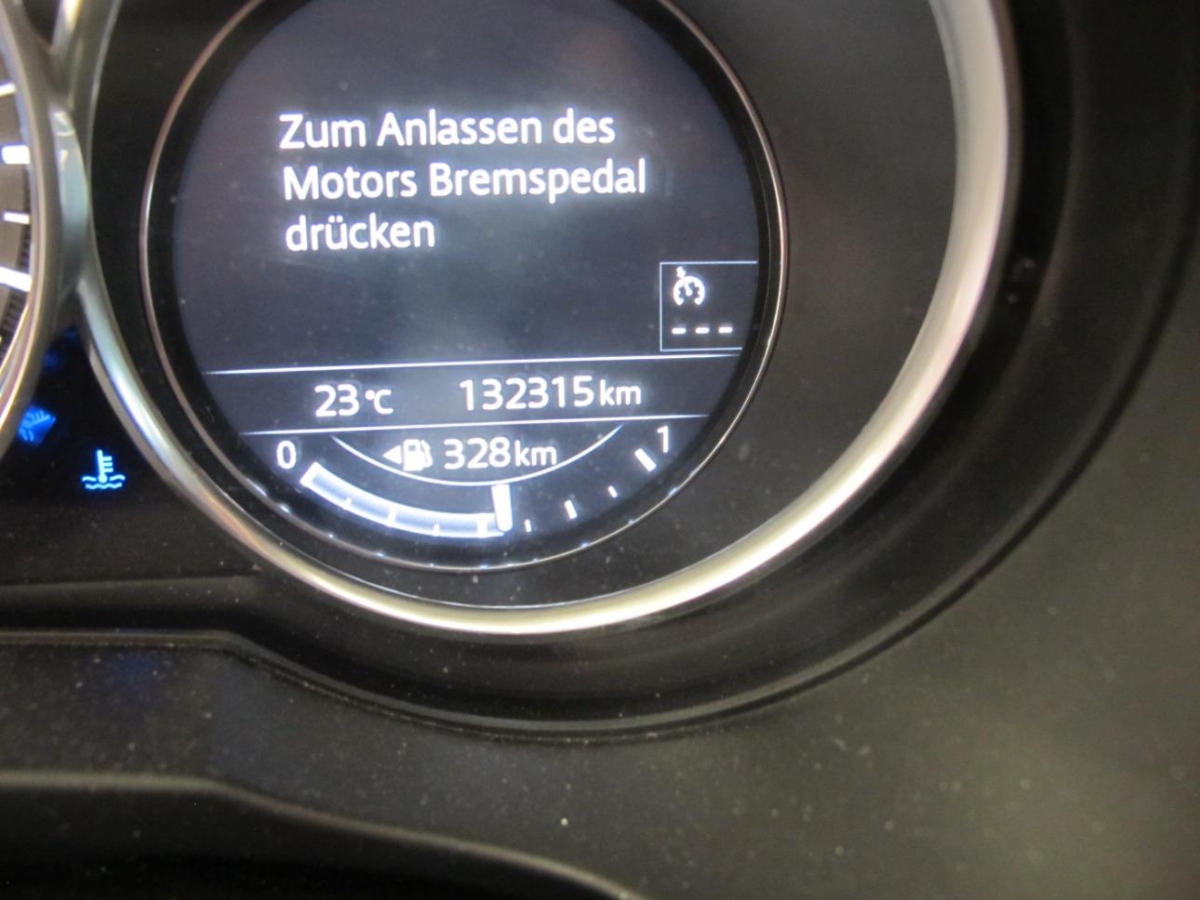 Zum Anlassen des
Motors Bremspedal
drücken
S
- - -
23°C 132315km
0 328km 1